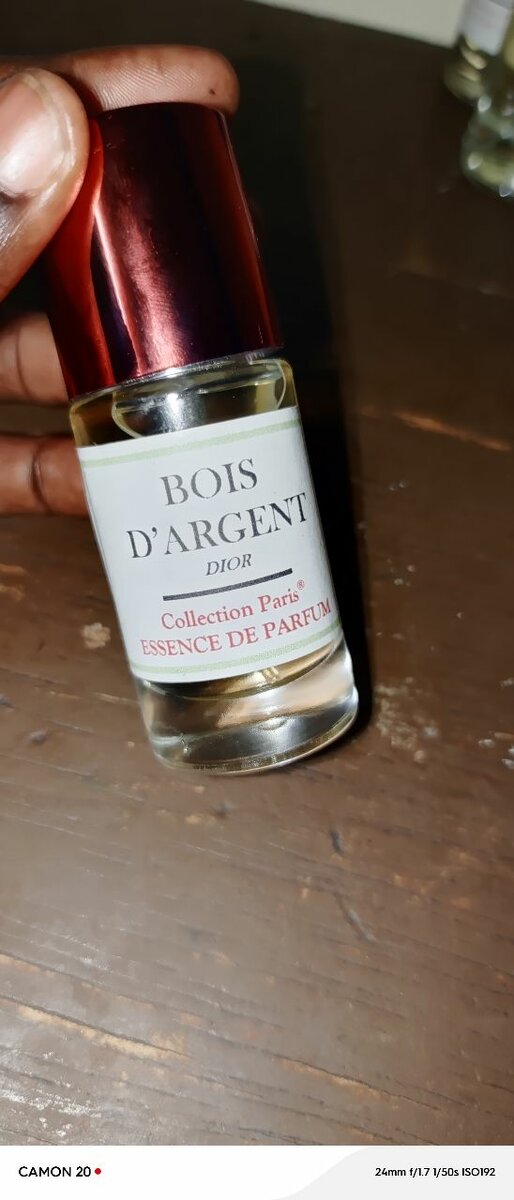 BOIS
D'ARGENT
DIOR
Collection Paris®
ESSENCE DE PARFUM
CAMON 20
24mm f/1.7 1/50s ISO192